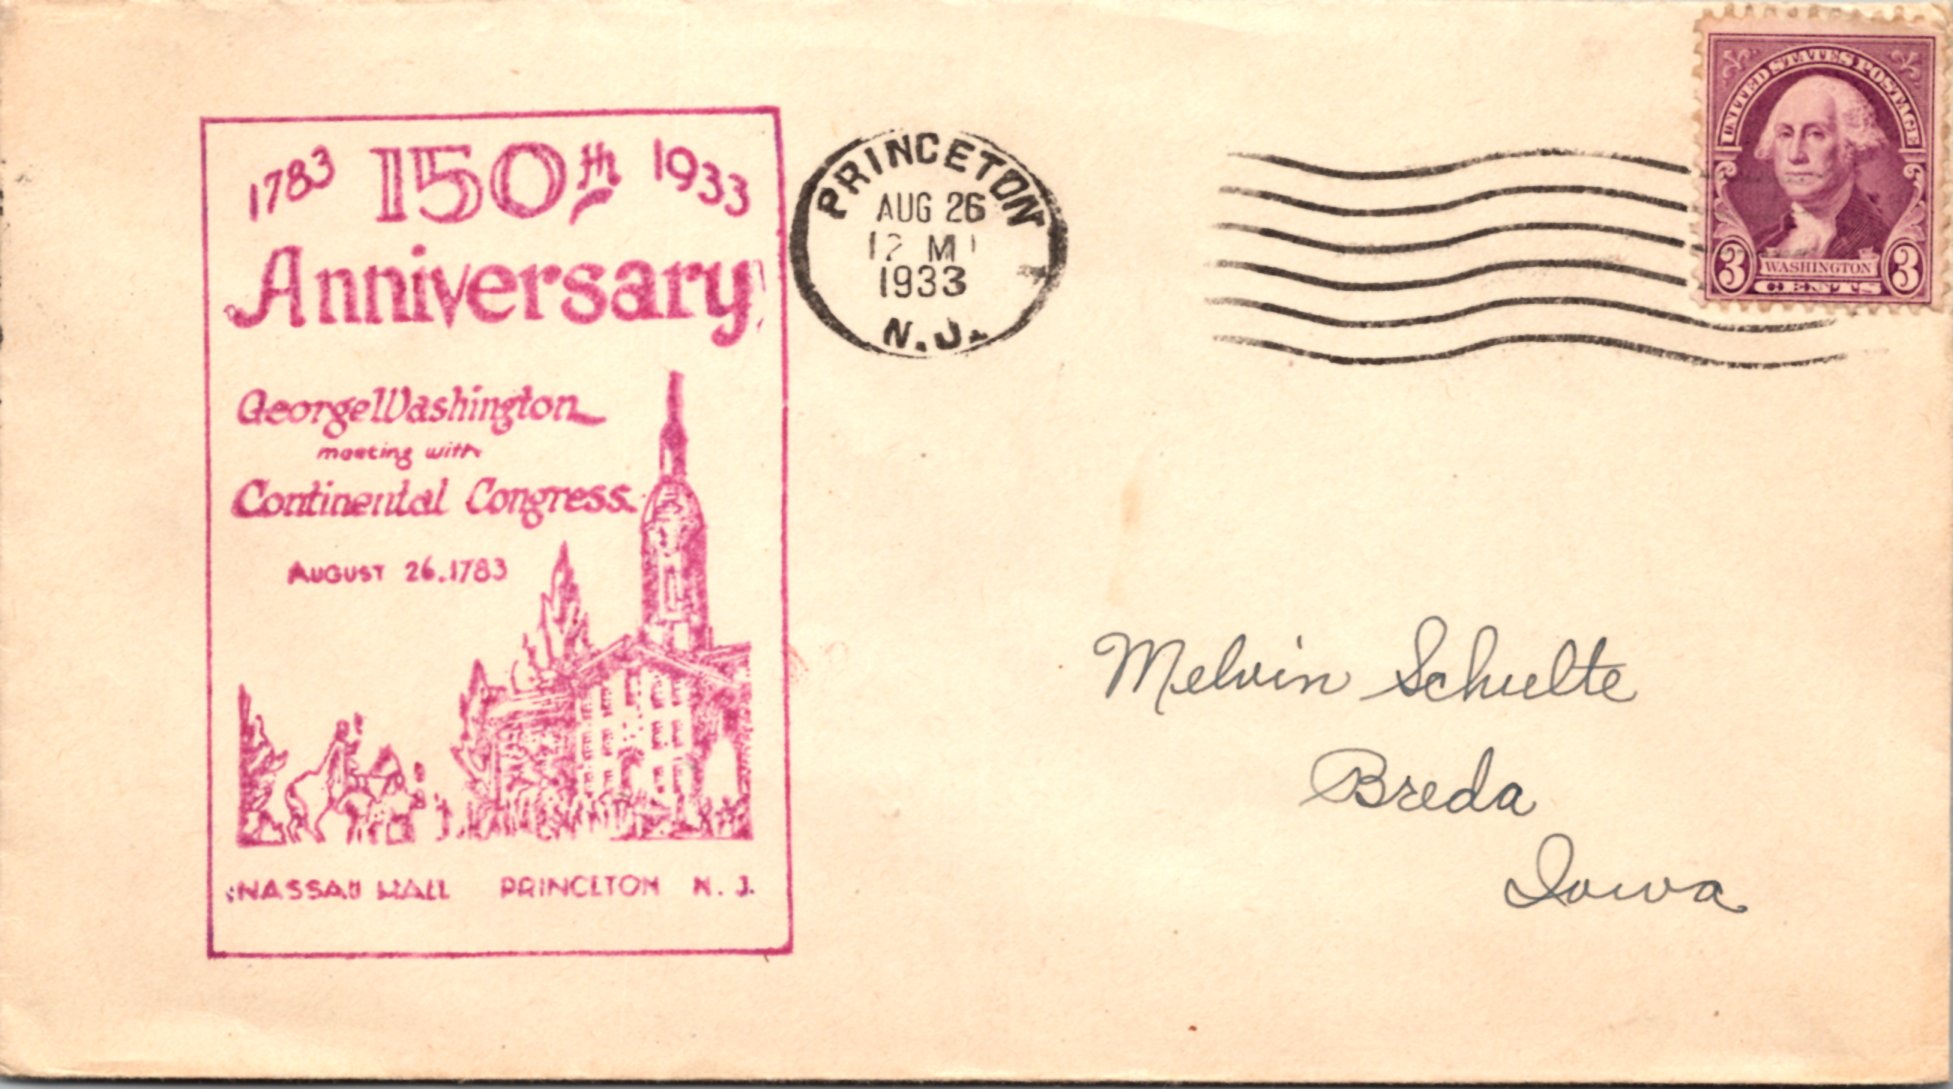 1783 150th 1933
Anniversary
George Washington
meeting with
Continental Congress
AUGUST 26.1783
NASSAU HALL PRINCETON N. J.
PRINCETON
AUG 26
12 M
1933
N.J.
UNITED STATES POSTAGE
3 WASHINGTON 3
CENTS
Melvin Schulte
Breda
Iowa